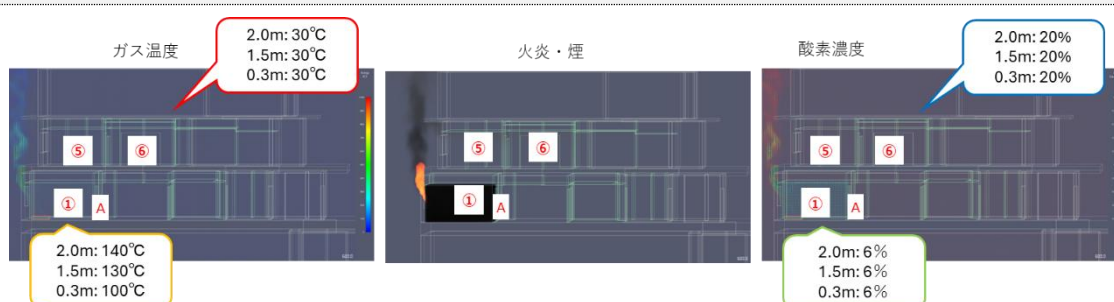 ガス温度
2.0m: 30℃
1.5m: 30℃
0.3m: 30℃
⑤
⑥
①
A
2.0m: 140℃
1.5m: 130℃
0.3m: 100℃
火炎・煙
⑤
⑥
①
A
酸素濃度
2.0m: 20%
1.5m: 20%
0.3m: 20%
⑤
⑥
①
A
2.0m: 6%
1.5m: 6%
0.3m: 6%